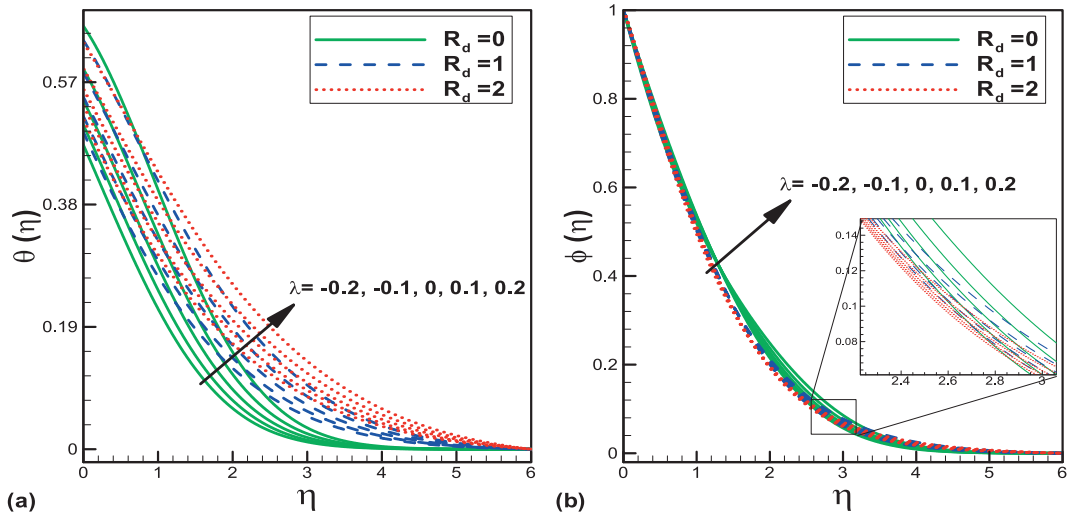 R_d =0
R_d =1
R_d =2
0.57
0.38
0.19
0
θ (η)
λ= -0.2, -0.1, 0, 0.1, 0.2
0 1 2 3 4 5 6
(a)
η
R_d =0
R_d =1
R_d =2
1
0.8
0.6
0.4
0.2
0
ϕ (η)
λ= -0.2, -0.1, 0, 0.1, 0.2
0.14
0.12
0.1
0.08
2.4 2.6 2.8 3
0 1 2 3 4 5 6
(b)
η